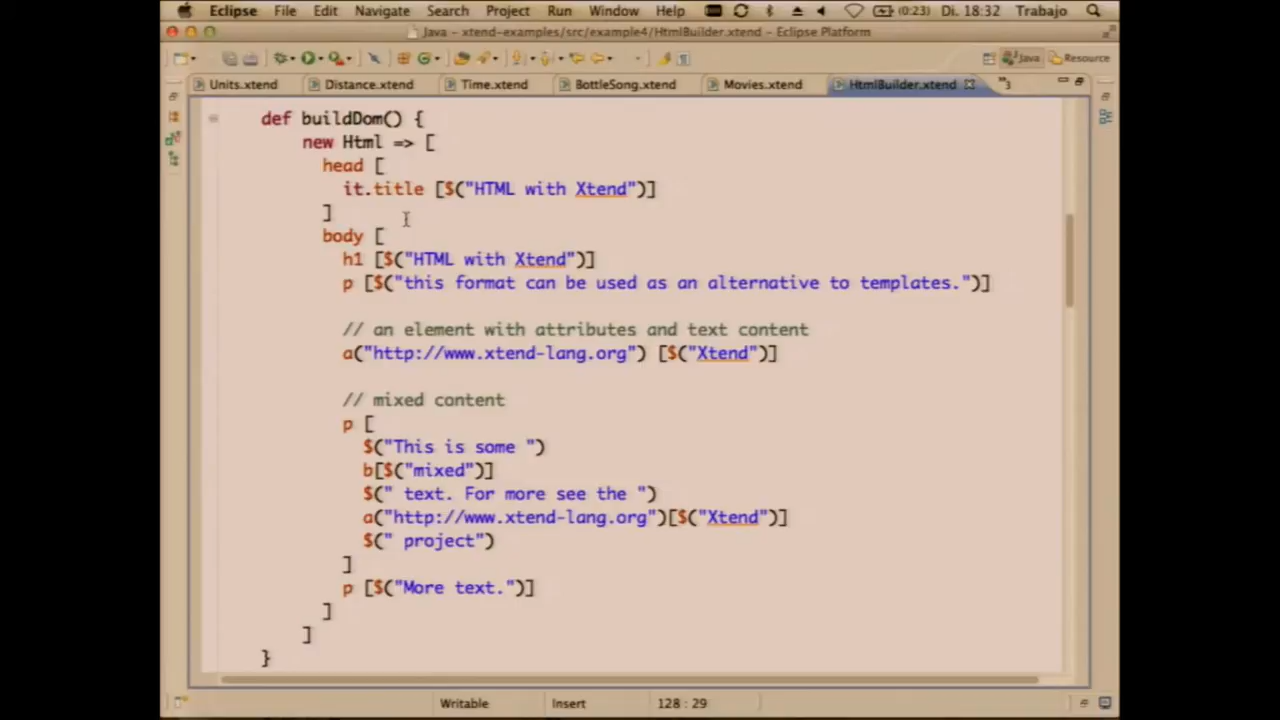 Eclipse File Edit Navigate Search Project Run Window Help (0:23) Di. 18:32 Trabajo
Java – xtend-examples/src/example4/HtmlBuilder.xtend – Eclipse Platform
Java Resource
Units.xtend Distance.xtend Time.xtend BottleSong.xtend Movies.xtend HtmlBuilder.xtend »3
def buildDom() {
new Html => [
head [
it.title [$("HTML with Xtend")]
]
body [
h1 [$("HTML with Xtend")]
p [$("this format can be used as an alternative to templates.")]
// an element with attributes and text content
a("http://www.xtend-lang.org") [$("Xtend")]
// mixed content
p [
$("This is some ")
b[$("mixed")]
$(" text. For more see the ")
a("http://www.xtend-lang.org")[$("Xtend")]
$(" project")
]
p [$("More text.")]
]
]
}
Writable Insert 128 : 29